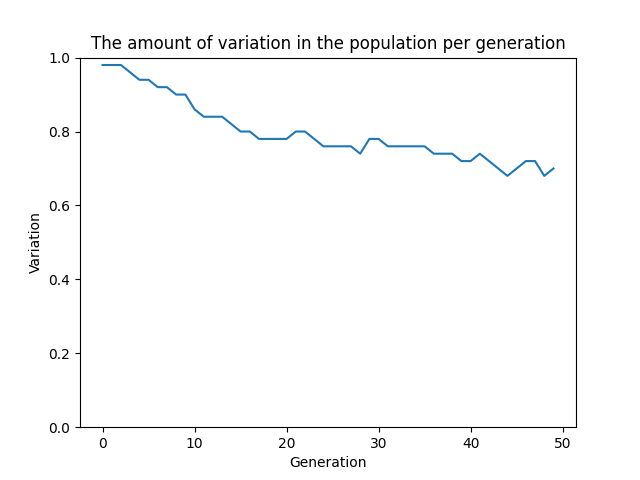 The amount of variation in the population per generation
1.0
0.8
0.6
0.4
0.2
0.0
Variation
0 10 20 30 40 50
Generation